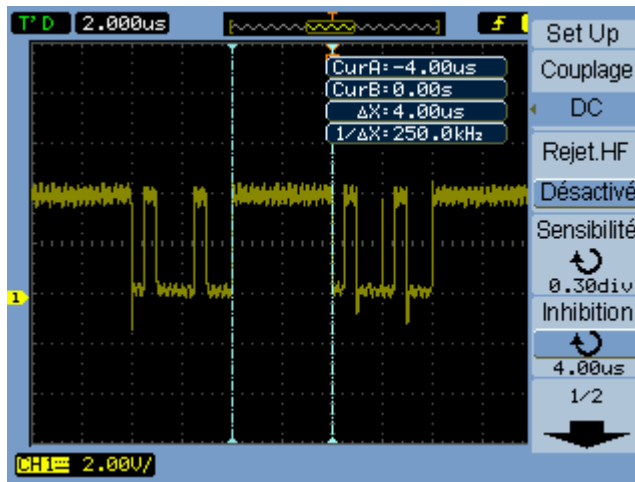 T'D 2.000us
CurA:-4.00us
CurB:0.00s
ΔX:4.00us
1/ΔX:250.0kHz
Set Up
Couplage
DC
Rejet.HF
Désactivé
Sensibilité
0.30div
Inhibition
4.00us
1/2
T
1
CH1 2.00V/